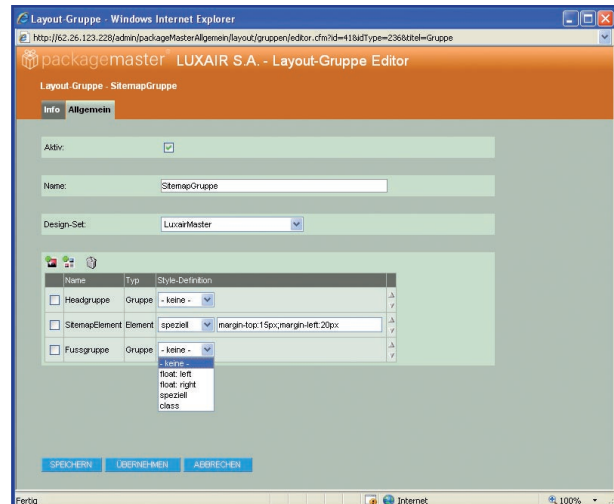 Layout-Gruppe - Windows Internet Explorer
http://62.26.123.228/admin/packageMasterAllgemein/layout/gruppen/editor.cfm?id=41&idType=236&titel=Gruppe
packagemaster° LUXAIR S.A. - Layout-Gruppe Editor
Layout-Gruppe - SitemapGruppe
Info Allgemein
Aktiv:
Name: SitemapGruppe
Design-Set: LuxairMaster
Name Typ Style-Definition
Headgruppe Gruppe - keine -
SitemapElement Element speziell margin-top:15px;margin-left:20px
Fussgruppe Gruppe - keine -
- keine -
float: left
float: right
speziell
class
SPEICHERN ÜBERNEHMEN ABBRECHEN
Fertig Internet 100%